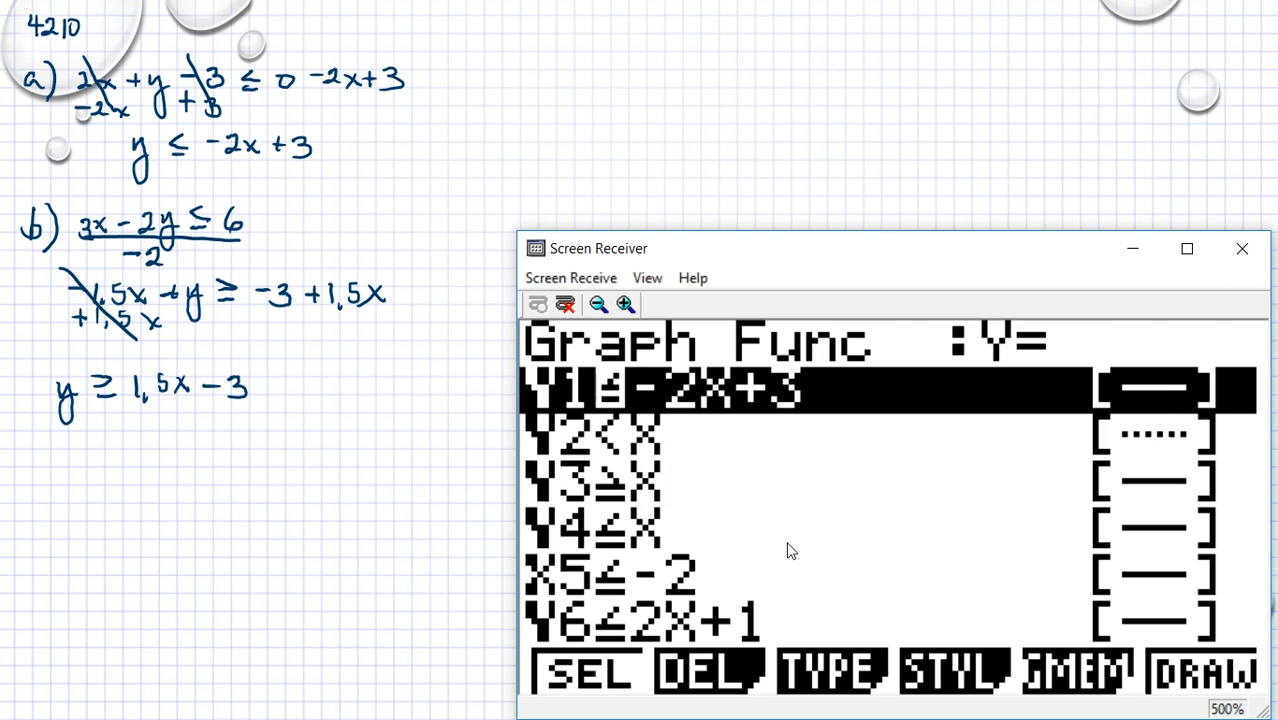 4210
a) 2x + y - 3 ≤ 0 -2x+3
-2x + 3
y ≤ -2x +3
b) 3x - 2y ≤ 6
-2
-1,5x + y ≥ -3 +1,5x
+1,5x
y ≥ 1,5x - 3
Screen Receiver
Screen Receive View Help
Graph Func :Y=
Y1≤-2X+3 [—]
Y2<X [······]
Y3≥X [—]
Y4≤X [—]
X5≤-2 [—]
Y6≤2X+1 [—]
SEL DEL TYPE STYL GMEM DRAW
500%